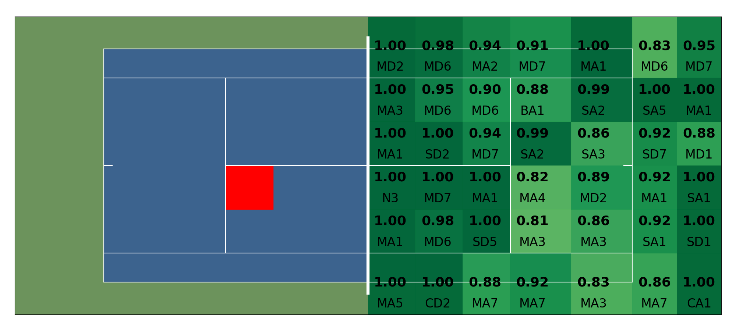 1.00 0.98 0.94 0.91 1.00 0.83 0.95
MD2 MD6 MA2 MD7 MA1 MD6 MD7
1.00 0.95 0.90 0.88 0.99 1.00 1.00
MA3 MD6 MD6 BA1 SA2 SA5 MA1
1.00 1.00 0.94 0.99 0.86 0.92 0.88
MA1 SD2 MD7 SA2 SA3 SD7 MD1
1.00 1.00 1.00 0.82 0.89 0.92 1.00
N3 MD7 MA1 MA4 MD2 MA1 SA1
1.00 0.98 1.00 0.81 0.86 0.92 1.00
MA1 MD6 SD5 MA3 MA3 SA1 SD1
1.00 1.00 0.88 0.92 0.83 0.86 1.00
MA5 CD2 MA7 MA7 MA3 MA7 CA1